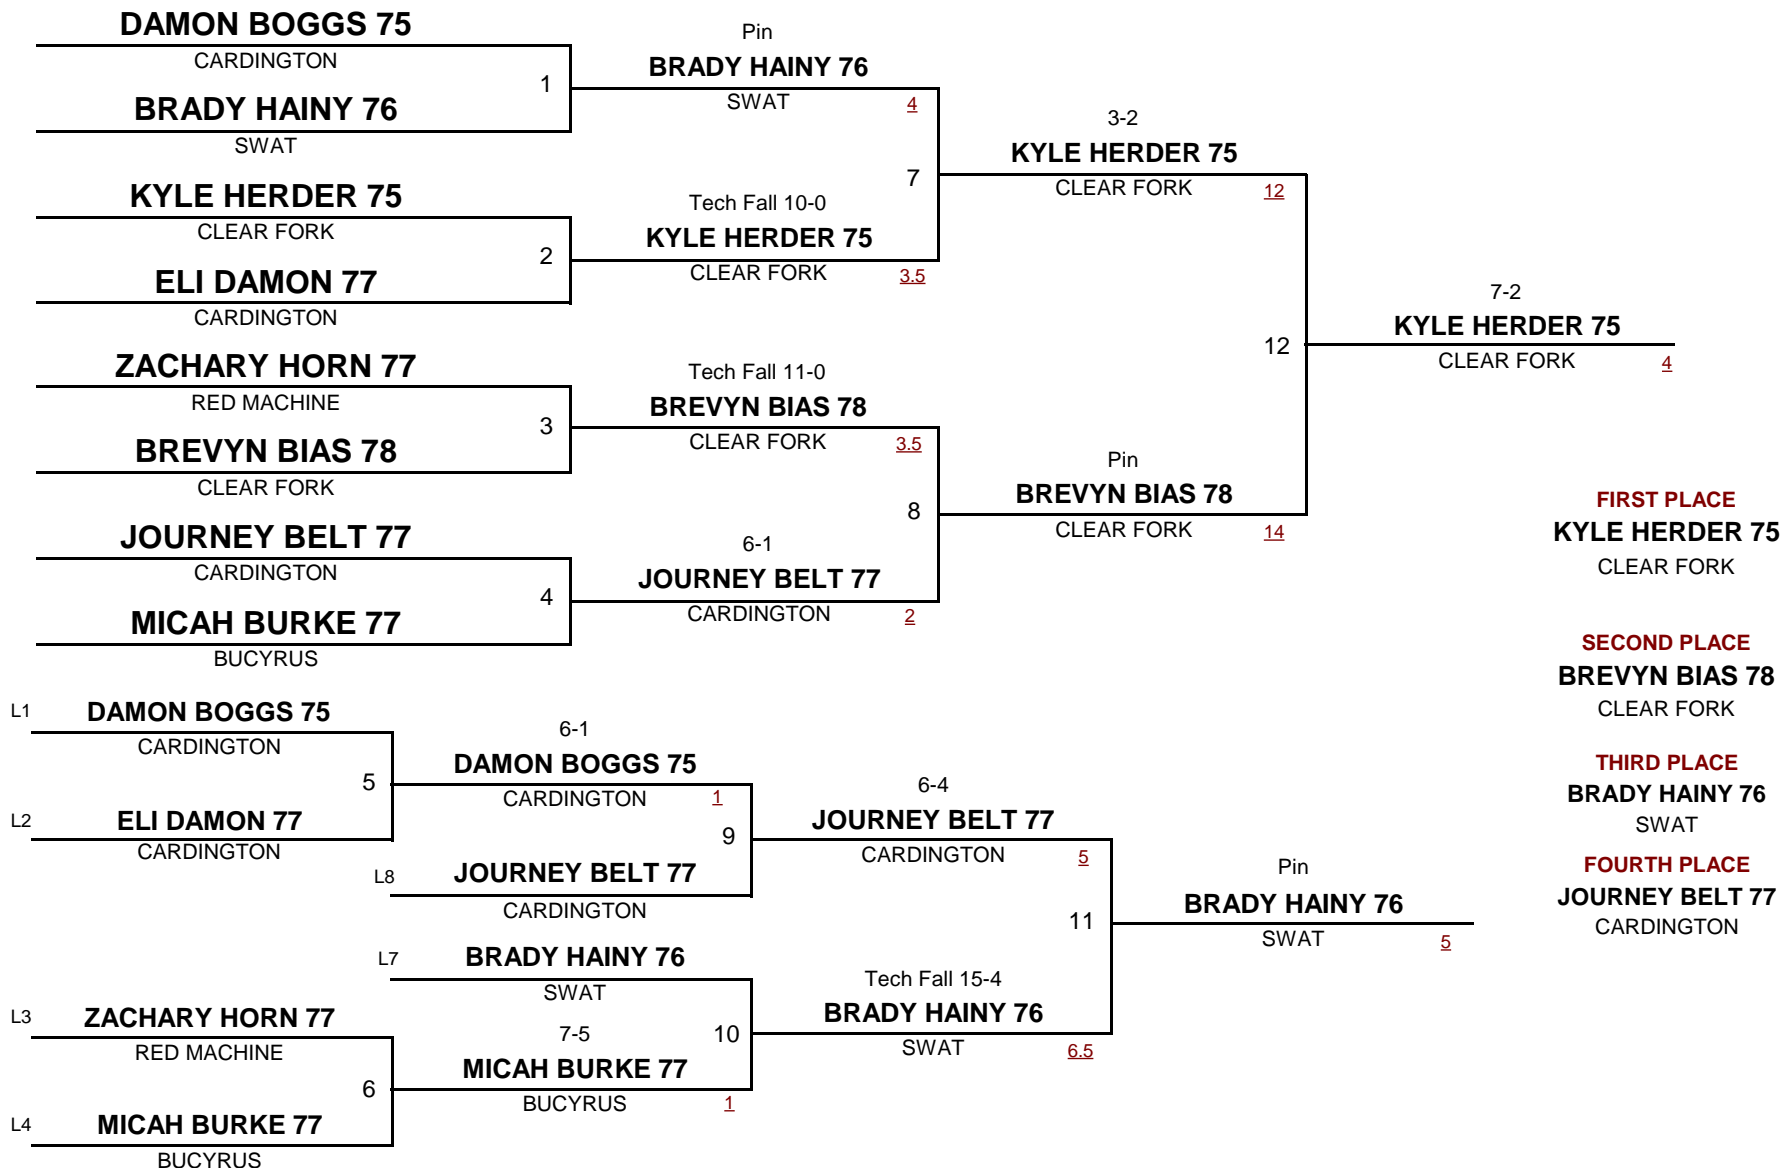 DAMON BOGGS 75
CARDINGTON
1
BRADY HAINY 76
SWAT
KYLE HERDER 75
CLEAR FORK
2
ELI DAMON 77
CARDINGTON
ZACHARY HORN 77
RED MACHINE
3
BREVYN BIAS 78
CLEAR FORK
JOURNEY BELT 77
CARDINGTON
4
MICAH BURKE 77
BUCYRUS
Pin
BRADY HAINY 76
SWAT 4
7
Tech Fall 10-0
KYLE HERDER 75
CLEAR FORK 3.5
Tech Fall 11-0
BREVYN BIAS 78
CLEAR FORK 3.5
8
6-1
JOURNEY BELT 77
CARDINGTON 2
3-2
KYLE HERDER 75
CLEAR FORK 12
12
Pin
BREVYN BIAS 78
CLEAR FORK 14
7-2
KYLE HERDER 75
CLEAR FORK 4
FIRST PLACE
KYLE HERDER 75
CLEAR FORK
SECOND PLACE
BREVYN BIAS 78
CLEAR FORK
THIRD PLACE
BRADY HAINY 76
SWAT
FOURTH PLACE
JOURNEY BELT 77
CARDINGTON
L1 DAMON BOGGS 75
CARDINGTON
5
L2 ELI DAMON 77
CARDINGTON
6-1
DAMON BOGGS 75
CARDINGTON 1
9
L8 JOURNEY BELT 77
CARDINGTON
L7 BRADY HAINY 76
SWAT
10
L3 ZACHARY HORN 77
RED MACHINE
6
L4 MICAH BURKE 77
BUCYRUS
7-5
MICAH BURKE 77
BUCYRUS 1
6-4
JOURNEY BELT 77
CARDINGTON 5
11
Tech Fall 15-4
BRADY HAINY 76
SWAT 6.5
Pin
BRADY HAINY 76
SWAT 5